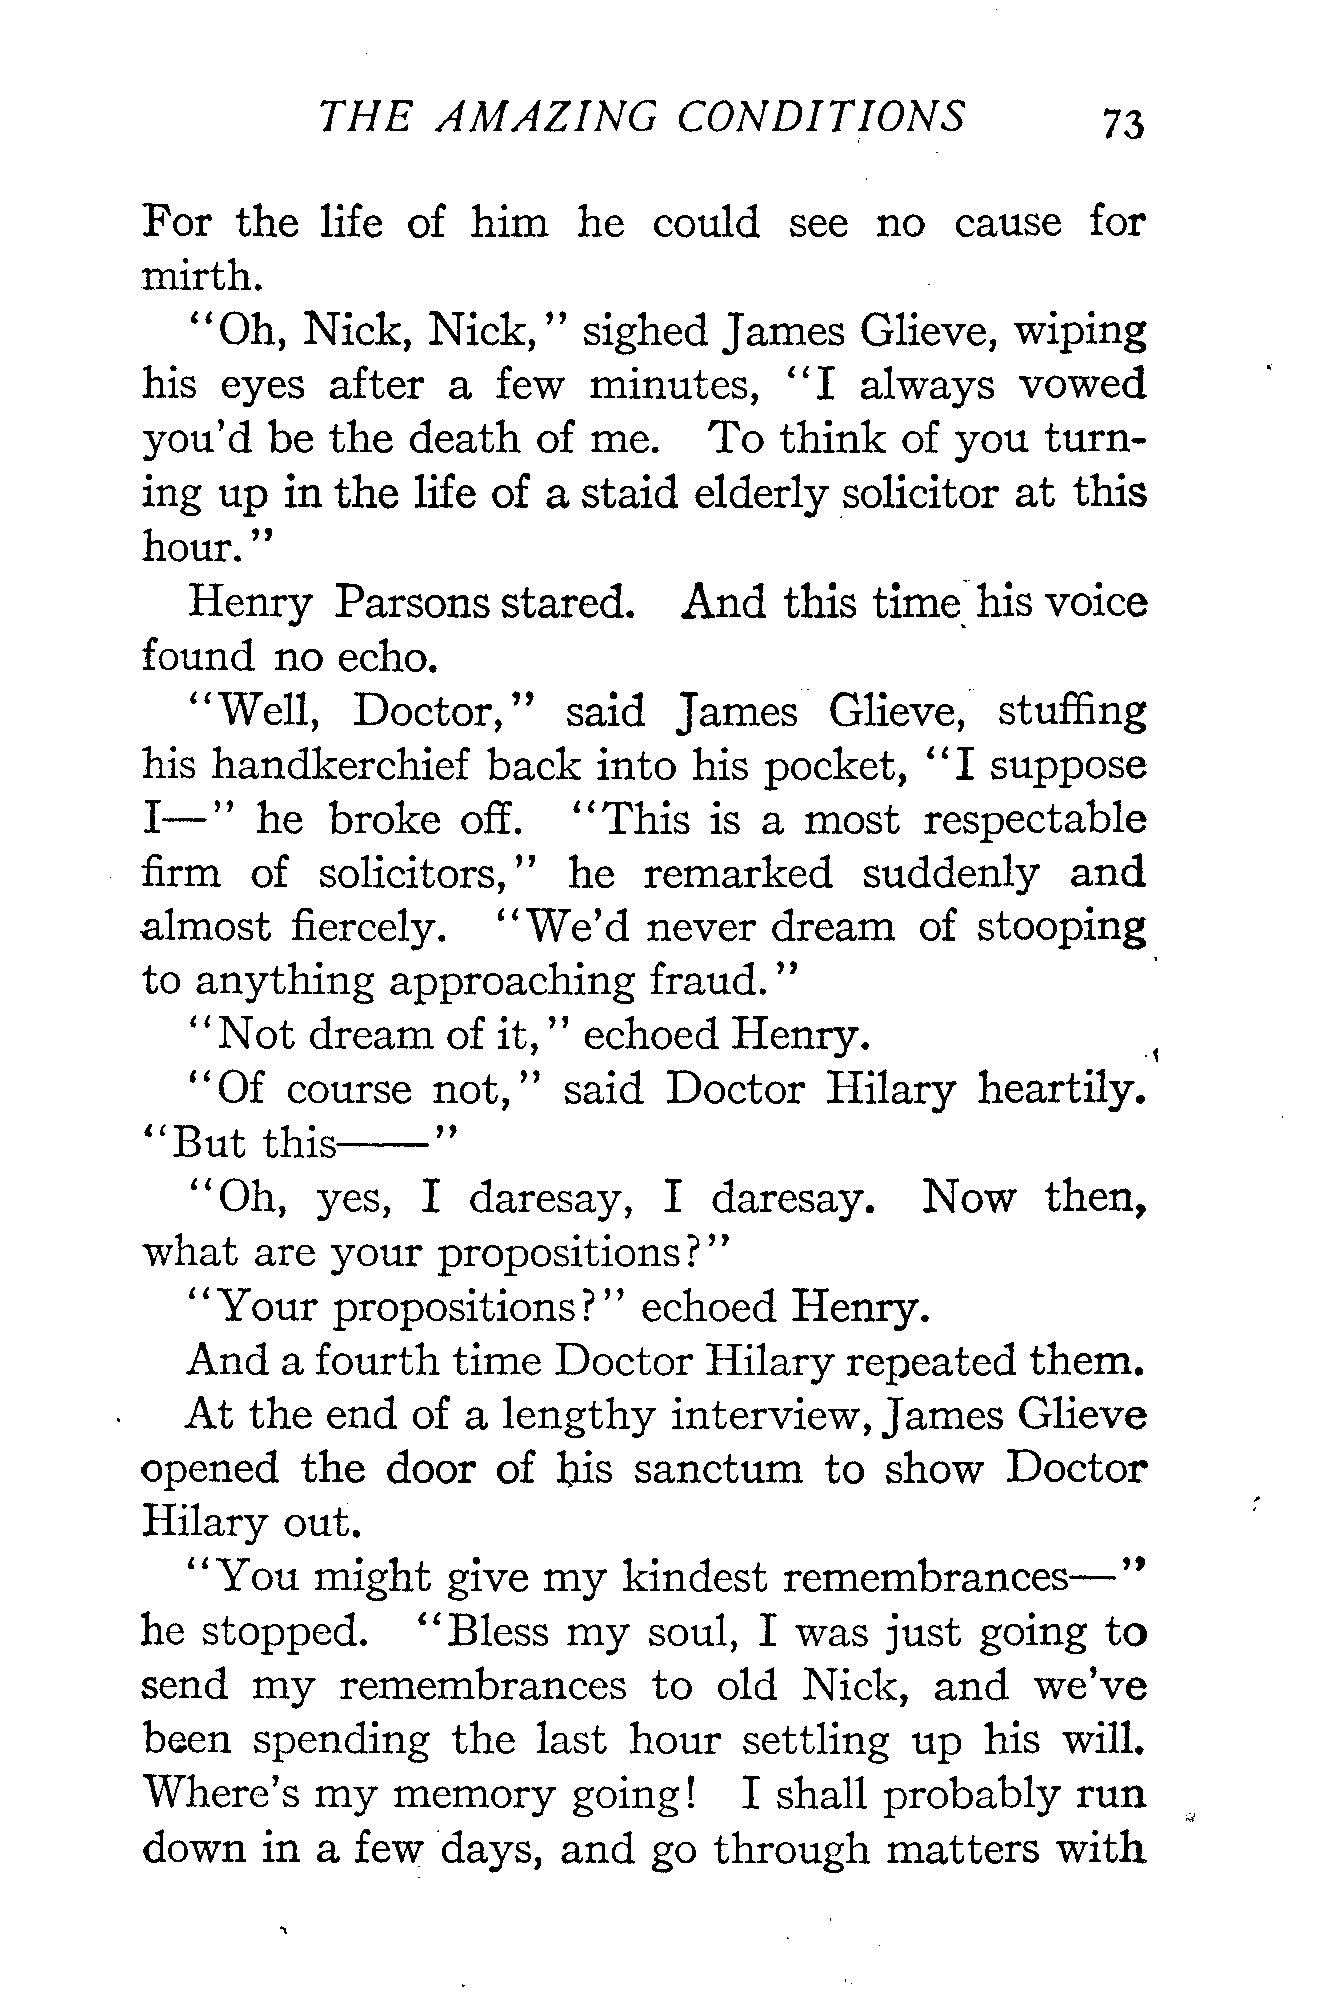 THE AMAZING CONDITIONS 73
For the life of him he could see no cause for
mirth.
"Oh, Nick, Nick," sighed James Glieve, wiping
his eyes after a few minutes, "I always vowed
you'd be the death of me. To think of you turn-
ing up in the life of a staid elderly solicitor at this
hour."
Henry Parsons stared. And this time his voice
found no echo.
"Well, Doctor," said James Glieve, stuffing
his handkerchief back into his pocket, "I suppose
I—" he broke off. "This is a most respectable
firm of solicitors," he remarked suddenly and
almost fiercely. "We'd never dream of stooping
to anything approaching fraud."
"Not dream of it," echoed Henry.
"Of course not," said Doctor Hilary heartily.
"But this——"
"Oh, yes, I daresay, I daresay. Now then,
what are your propositions?"
"Your propositions?" echoed Henry.
And a fourth time Doctor Hilary repeated them.
At the end of a lengthy interview, James Glieve
opened the door of his sanctum to show Doctor
Hilary out.
"You might give my kindest remembrances—"
he stopped. "Bless my soul, I was just going to
send my remembrances to old Nick, and we've
been spending the last hour settling up his will.
Where's my memory going! I shall probably run
down in a few days, and go through matters with